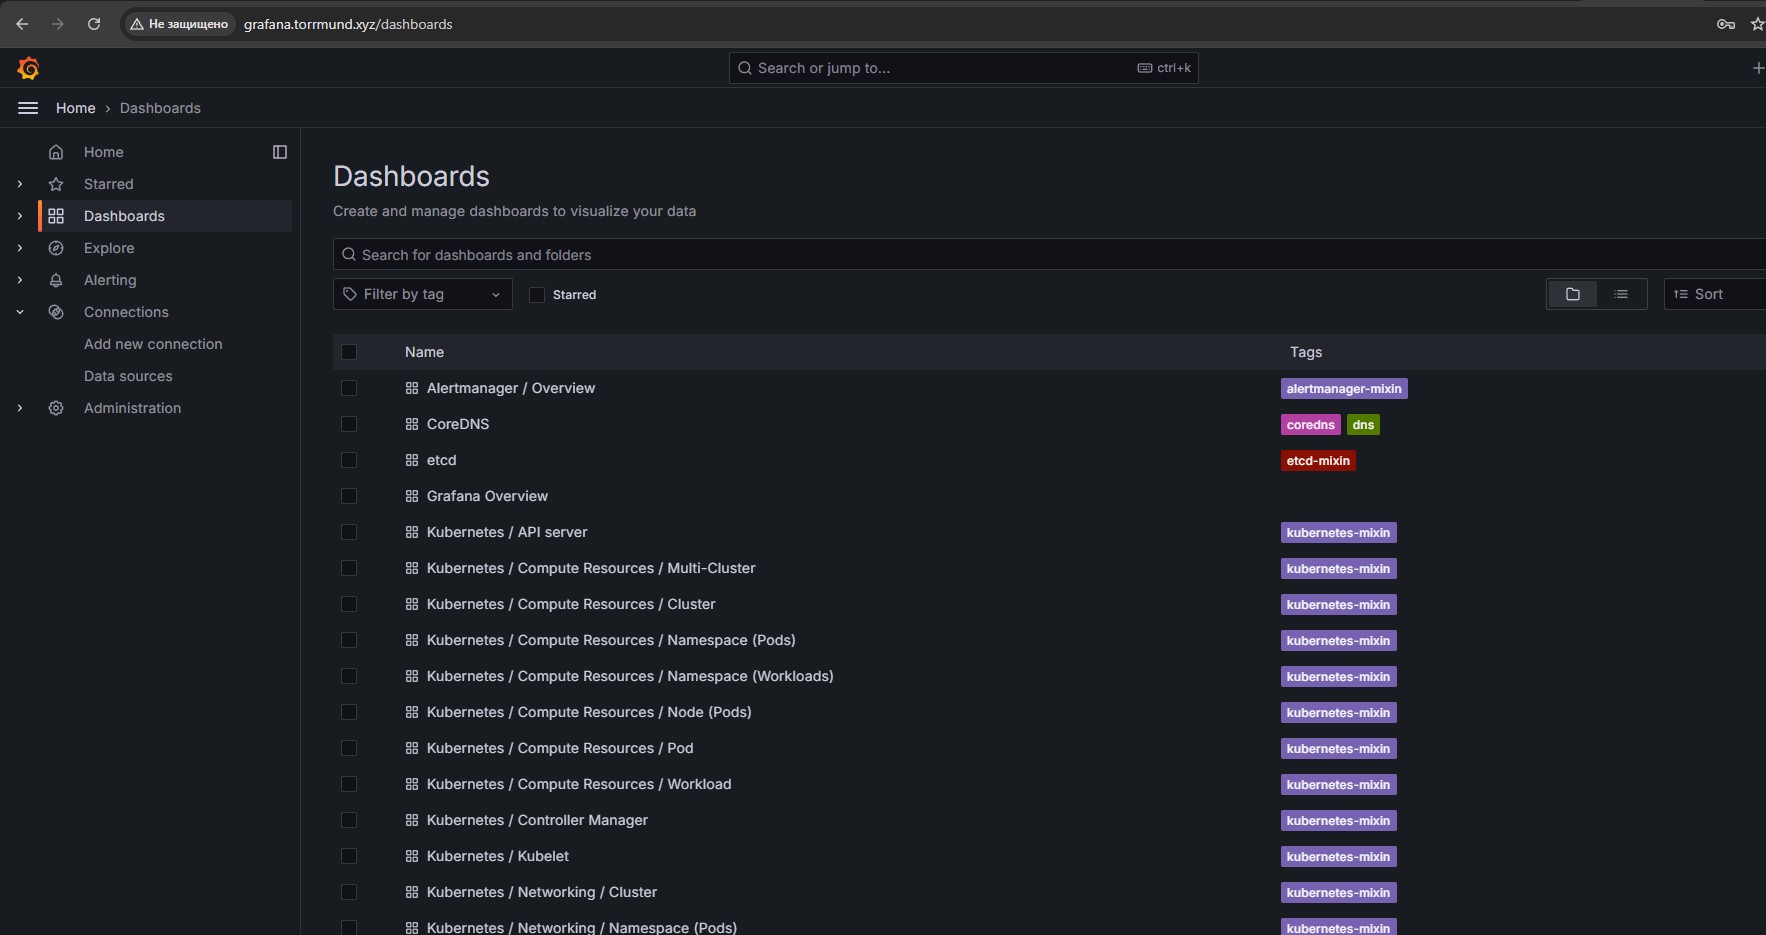 Не защищено grafana.torrmund.xyz/dashboards
Search or jump to... ctrl+k
Home › Dashboards
Home
Starred
Dashboards
Explore
Alerting
Connections
Add new connection
Data sources
Administration
Dashboards
Create and manage dashboards to visualize your data
Search for dashboards and folders
Filter by tag Starred Sort
Name Tags
Alertmanager / Overview alertmanager-mixin
CoreDNS coredns dns
etcd etcd-mixin
Grafana Overview
Kubernetes / API server kubernetes-mixin
Kubernetes / Compute Resources / Multi-Cluster kubernetes-mixin
Kubernetes / Compute Resources / Cluster kubernetes-mixin
Kubernetes / Compute Resources / Namespace (Pods) kubernetes-mixin
Kubernetes / Compute Resources / Namespace (Workloads) kubernetes-mixin
Kubernetes / Compute Resources / Node (Pods) kubernetes-mixin
Kubernetes / Compute Resources / Pod kubernetes-mixin
Kubernetes / Compute Resources / Workload kubernetes-mixin
Kubernetes / Controller Manager kubernetes-mixin
Kubernetes / Kubelet kubernetes-mixin
Kubernetes / Networking / Cluster kubernetes-mixin
Kubernetes / Networking / Namespace (Pods) kubernetes-mixin